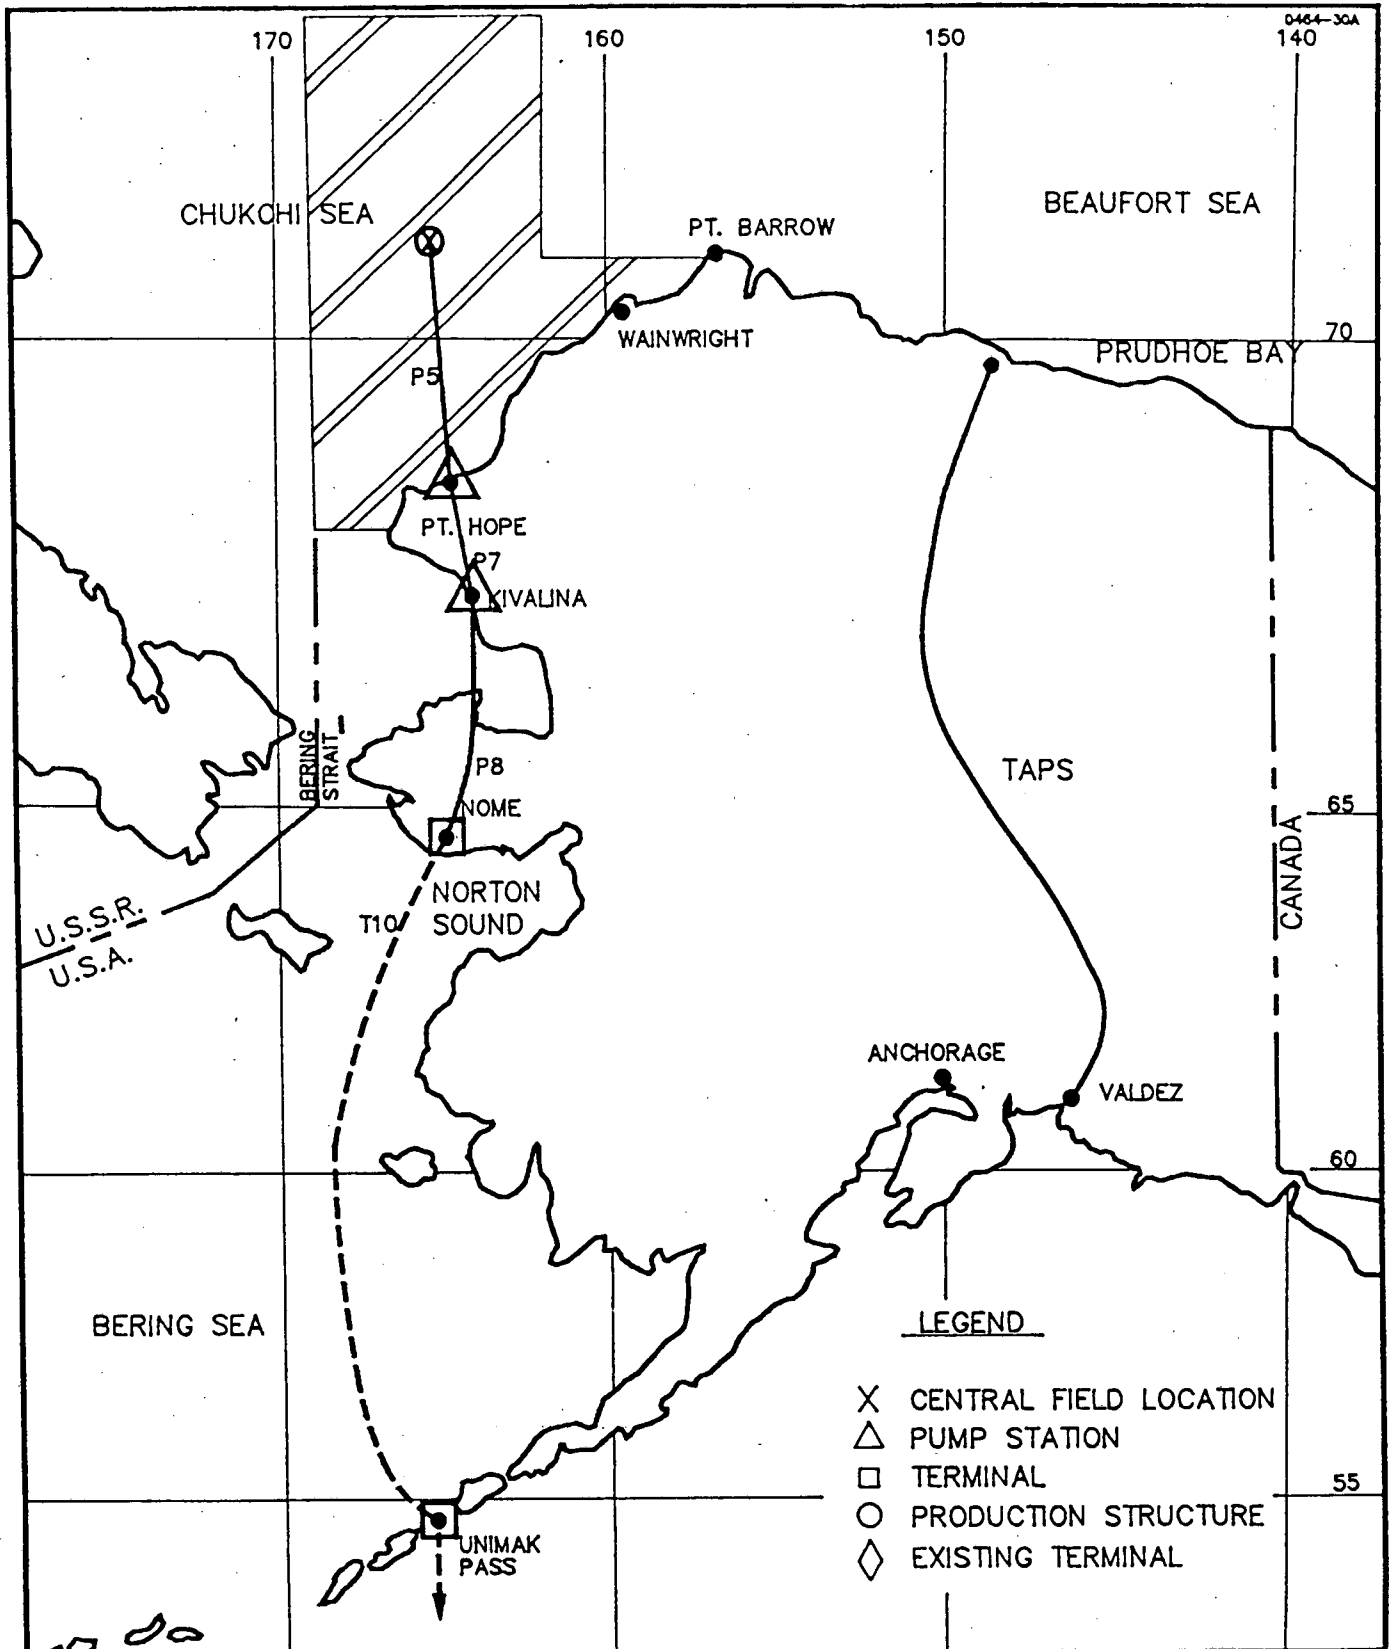 0464-30A
170
160
150
140
CHUKCHI SEA
BEAUFORT SEA
PT. BARROW
WAINWRIGHT
70
PRUDHOE BAY
P5
PT. HOPE
P7
KIVALINA
BERING
STRAIT
P8
TAPS
NOME
65
CANADA
NORTON
SOUND
T10
U.S.S.R.
U.S.A.
ANCHORAGE
VALDEZ
60
BERING SEA
LEGEND
X CENTRAL FIELD LOCATION
PUMP STATION
TERMINAL
55
PRODUCTION STRUCTURE
EXISTING TERMINAL
UNIMAK
PASS